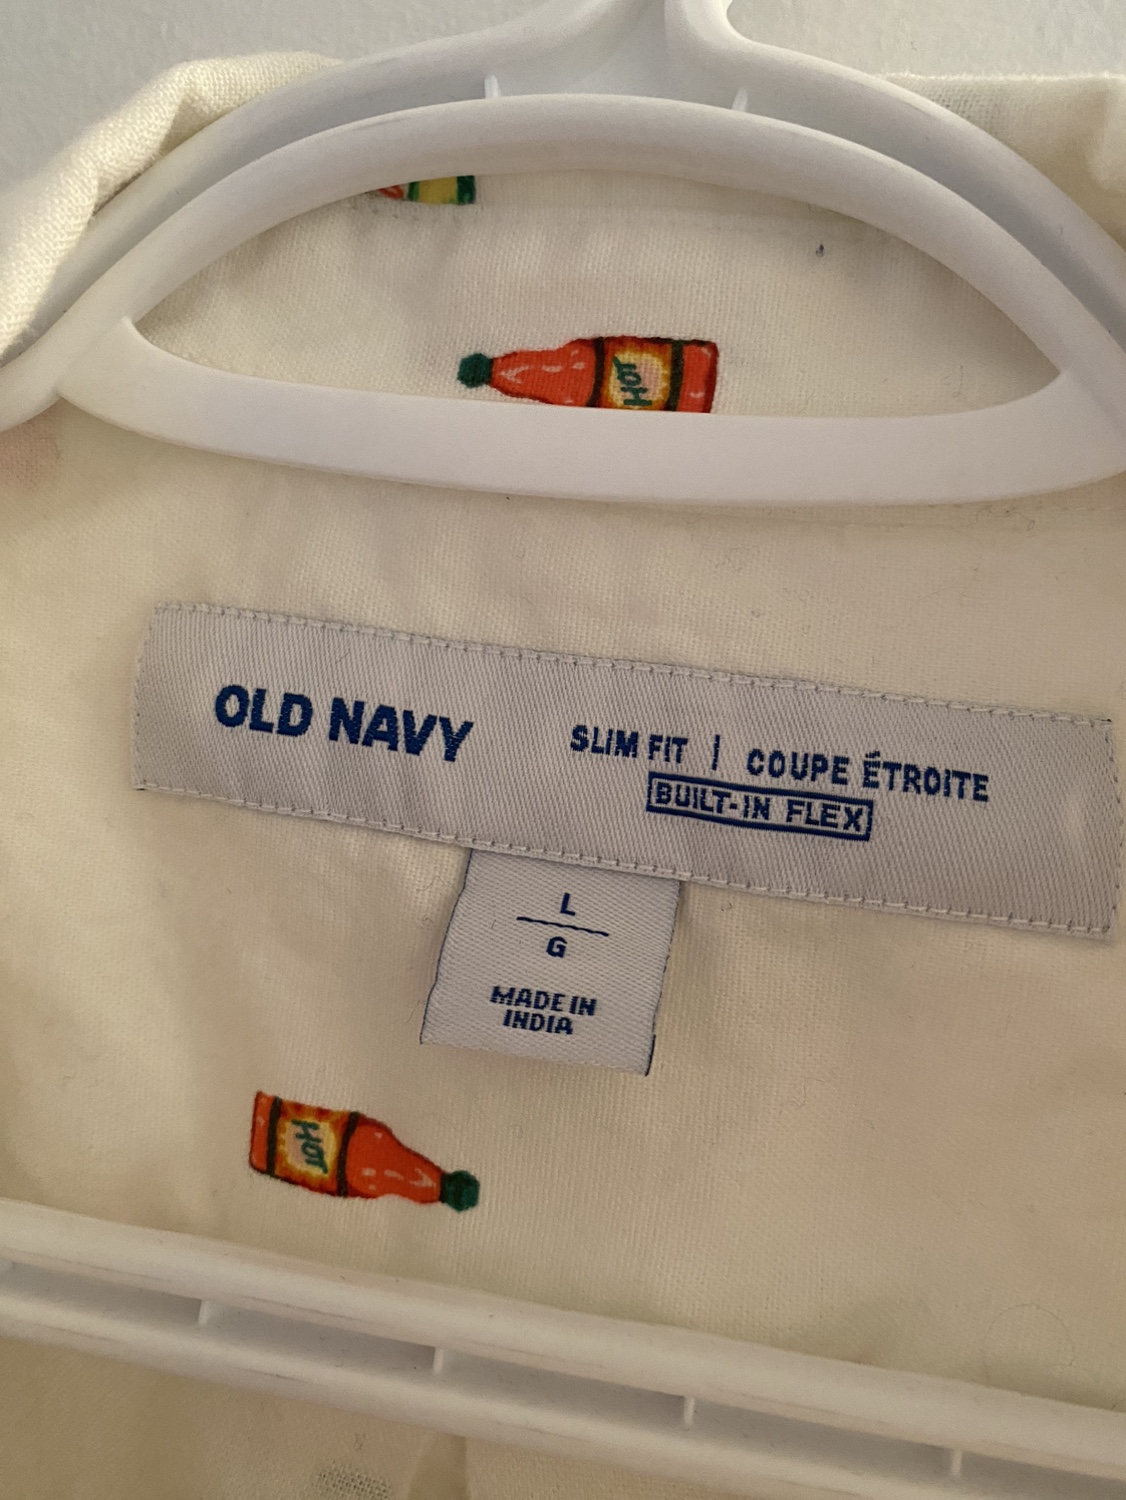 HOT
OLD NAVY
SLIM FIT | COUPE ÉTROITE
BUILT-IN FLEX
L
G
MADE IN
INDIA
HOT